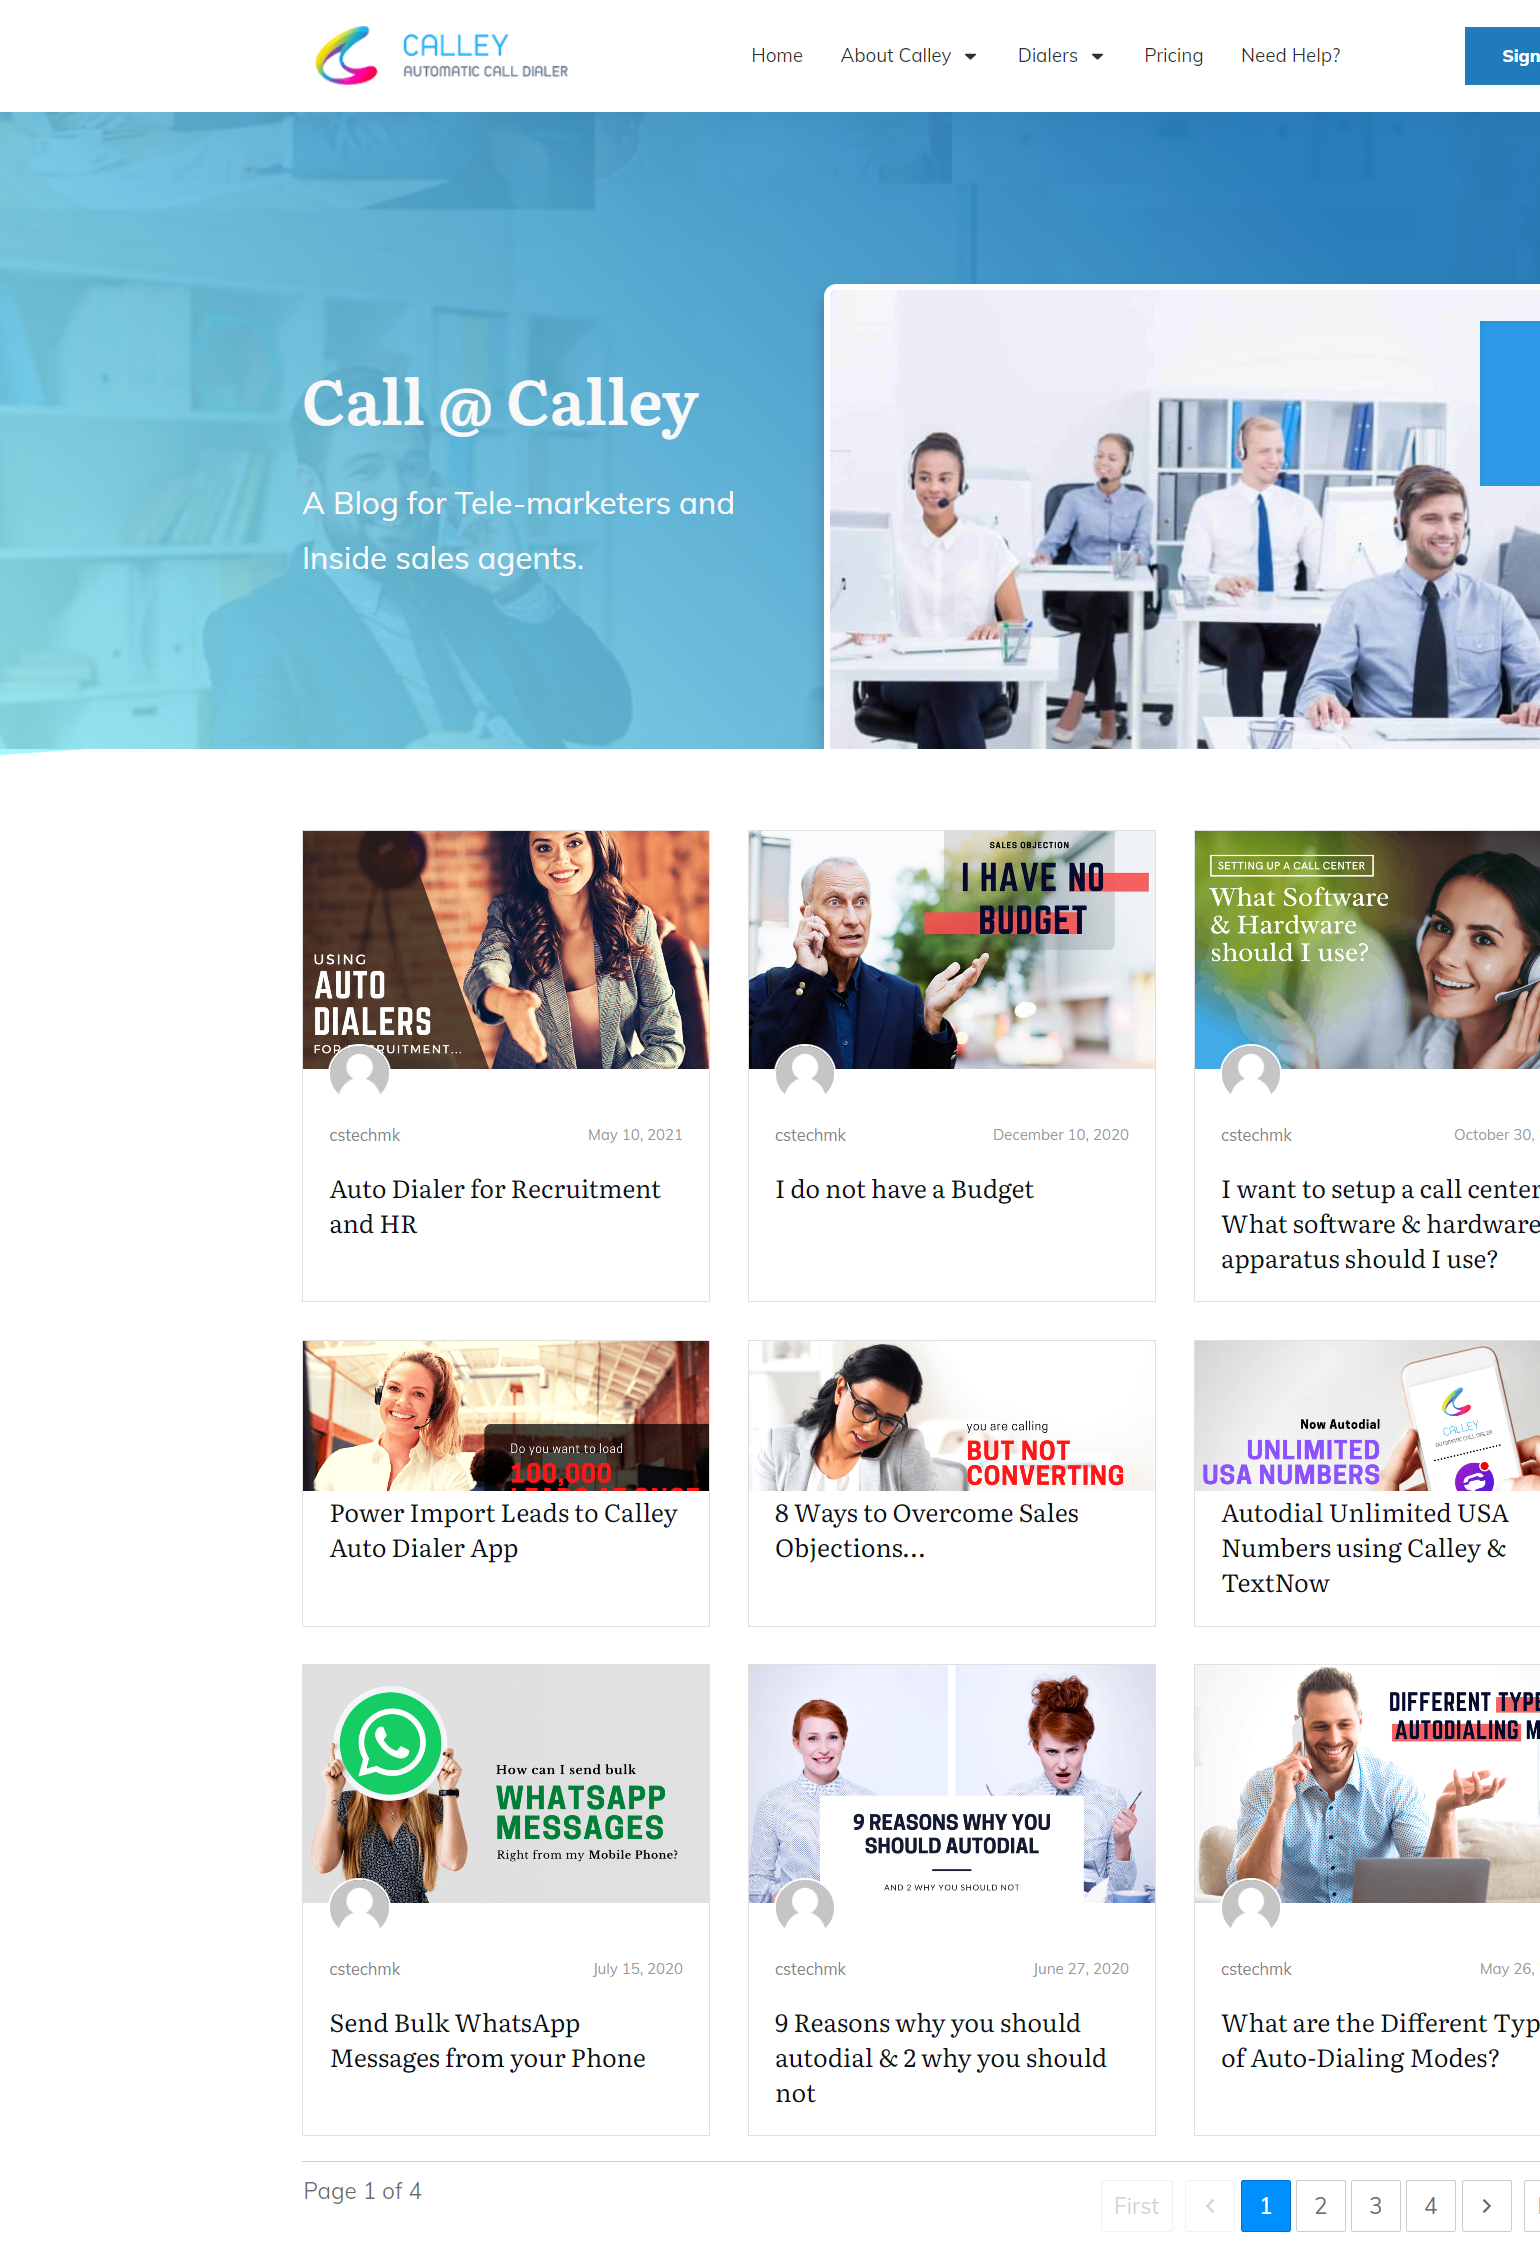 CALLEY
AUTOMATIC CALL DIALER
Home
About Calley
Dialers
Pricing
Need Help?
Sign
Call @ Calley
A Blog for Tele-marketers and
Inside sales agents.
USING
AUTO
DIALERS
SALES OBJECTION
I HAVE NO
BUDGET
SETTING UP A CALL CENTER
What Software
& Hardware
should I use?
cstechmk
May 10, 2021
Auto Dialer for Recruitment
and HR
cstechmk
December 10, 2020
I do not have a Budget
cstechmk
October 30,
I want to setup a call center
What software & hardware
apparatus should I use?
Do you want to load
100,000
LEADS AT ONCE
Power Import Leads to Calley
Auto Dialer App
you are calling
BUT NOT
CONVERTING
8 Ways to Overcome Sales
Objections...
Now Autodial
UNLIMITED
USA NUMBERS
CALLEY
AUTOMATIC CALL DIALER
Autodial Unlimited USA
Numbers using Calley &
TextNow
How can I send bulk
WHATSAPP
MESSAGES
Right from my Mobile Phone?
cstechmk
July 15, 2020
Send Bulk WhatsApp
Messages from your Phone
9 REASONS WHY YOU
SHOULD AUTODIAL
AND 2 WHY YOU SHOULD NOT
cstechmk
June 27, 2020
9 Reasons why you should
autodial & 2 why you should
not
DIFFERENT TYPE
AUTODIALING M
cstechmk
May 26,
What are the Different Typ
of Auto-Dialing Modes?
Page 1 of 4
First
1
2
3
4